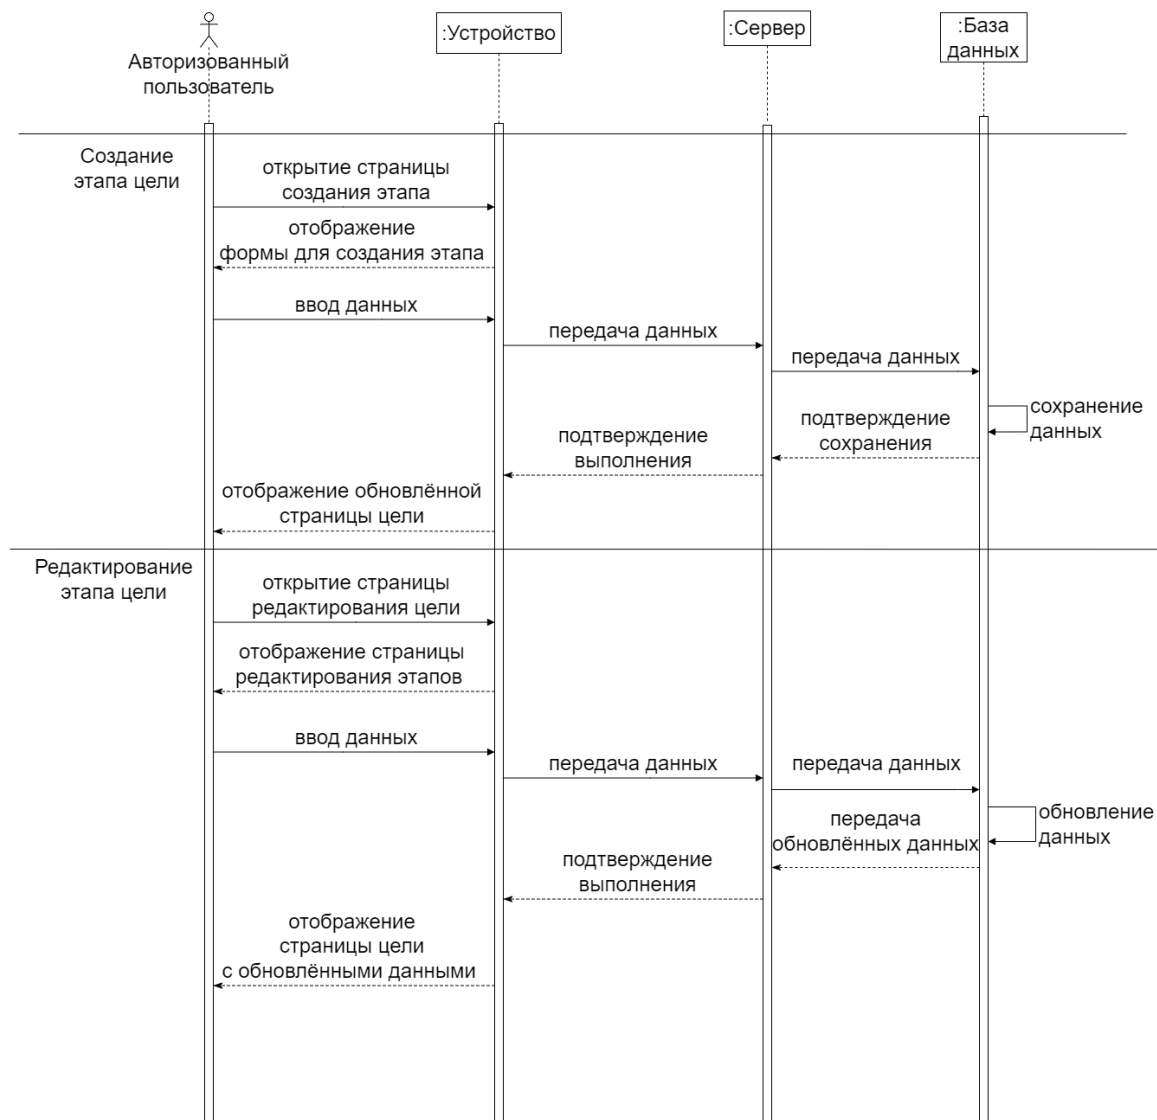 Авторизованный
пользователь
:Устройство
:Сервер
:База
данных
Создание
этапа цели
открытие страницы
создания этапа
отображение
формы для создания этапа
ввод данных
передача данных
передача данных
сохранение
данных
подтверждение
сохранения
подтверждение
выполнения
отображение обновлённой
страницы цели
Редактирование
этапа цели
открытие страницы
редактирования цели
отображение страницы
редактирования этапов
ввод данных
передача данных
передача данных
обновление
данных
передача
обновлённых данных
подтверждение
выполнения
отображение
страницы цели
с обновлёнными данными